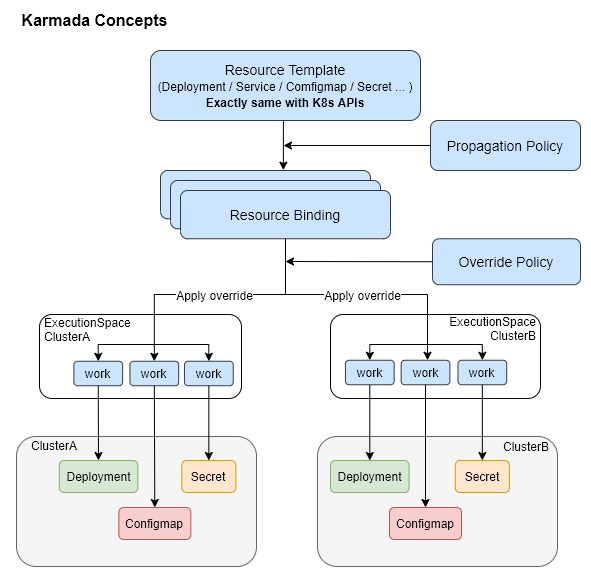 Karmada Concepts
Resource Template
(Deployment / Service / Comfigmap / Secret ... )
Exactly same with K8s APIs
Propagation Policy
Resource Binding
Override Policy
Apply override
Apply override
ExecutionSpace
ClusterA
work
work
work
ExecutionSpace
ClusterB
work
work
work
ClusterA
Deployment
Secret
Configmap
ClusterB
Deployment
Secret
Configmap